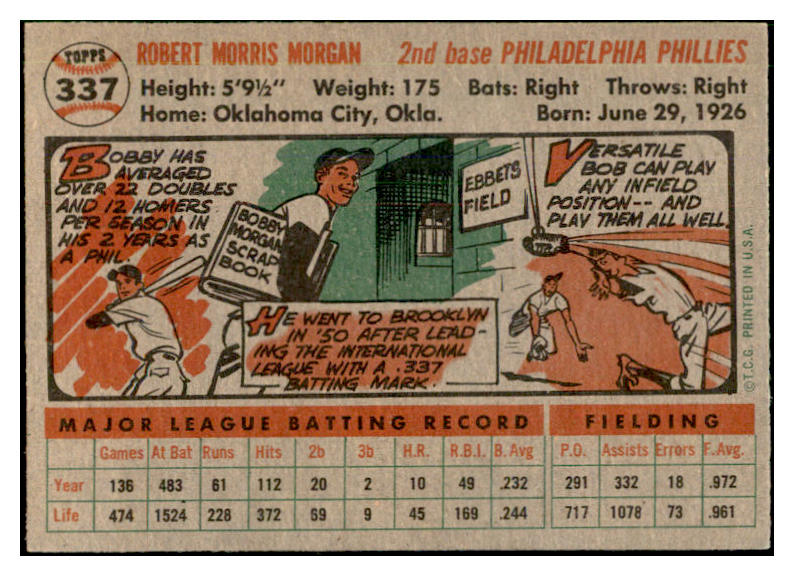 TOPPS
337
ROBERT MORRIS MORGAN 2nd base PHILADELPHIA PHILLIES
Height: 5'9½" Weight: 175 Bats: Right Throws: Right
Home: Oklahoma City, Okla. Born: June 29, 1926
BOBBY HAS
AVERAGED
OVER 22 DOUBLES
AND 12 HOMERS
PER SEASON IN
HIS 2 YEARS AS
A PHIL.
BOBBY
MORGAN
SCRAP
BOOK
EBBETS
FIELD
HE WENT TO BROOKLYN
IN '50 AFTER LEAD-
ING THE INTERNATIONAL
LEAGUE WITH A .337
BATTING MARK.
VERSATILE
BOB CAN PLAY
ANY INFIELD
POSITION -- AND
PLAY THEM ALL WELL.
©T.C.G. PRINTED IN U.S.A.
MAJOR LEAGUE BATTING RECORD FIELDING
Games At Bat Runs Hits 2b 3b H.R. R.B.I. B. Avg P.O. Assists Errors F.Avg.
Year 136 483 61 112 20 2 10 49 .232 291 332 18 .972
Life 474 1524 228 372 69 9 45 169 .244 717 1078 73 .961